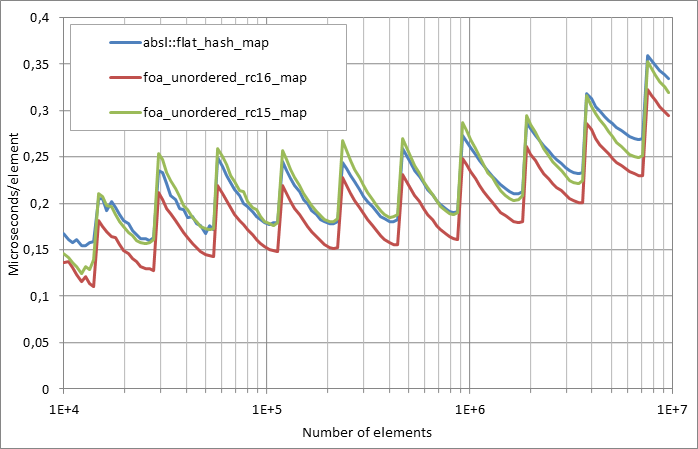 0,4
0,35
0,3
0,25
0,2
0,15
0,1
0,05
0
Microseconds/element
absl::flat_hash_map
foa_unordered_rc16_map
foa_unordered_rc15_map
1E+4 1E+5 1E+6 1E+7
Number of elements